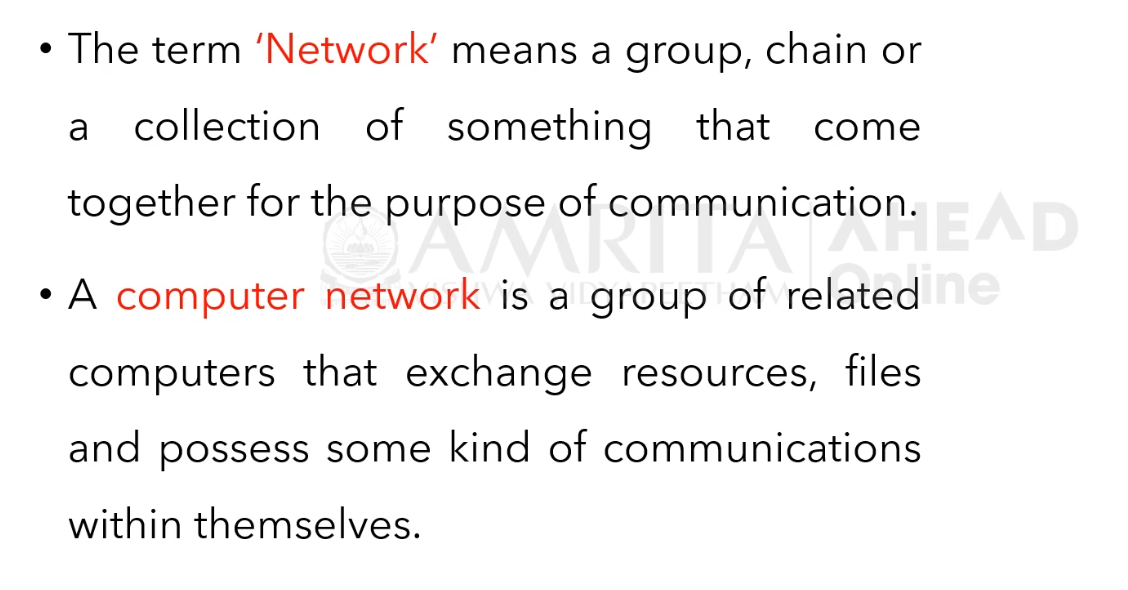 • The term ‘Network’ means a group, chain or
a collection of something that come
together for the purpose of communication.
• A computer network is a group of related
computers that exchange resources, files
and possess some kind of communications
within themselves.
AMRITA
VISHWA VIDYAPEETHAM
AHEAD
Online